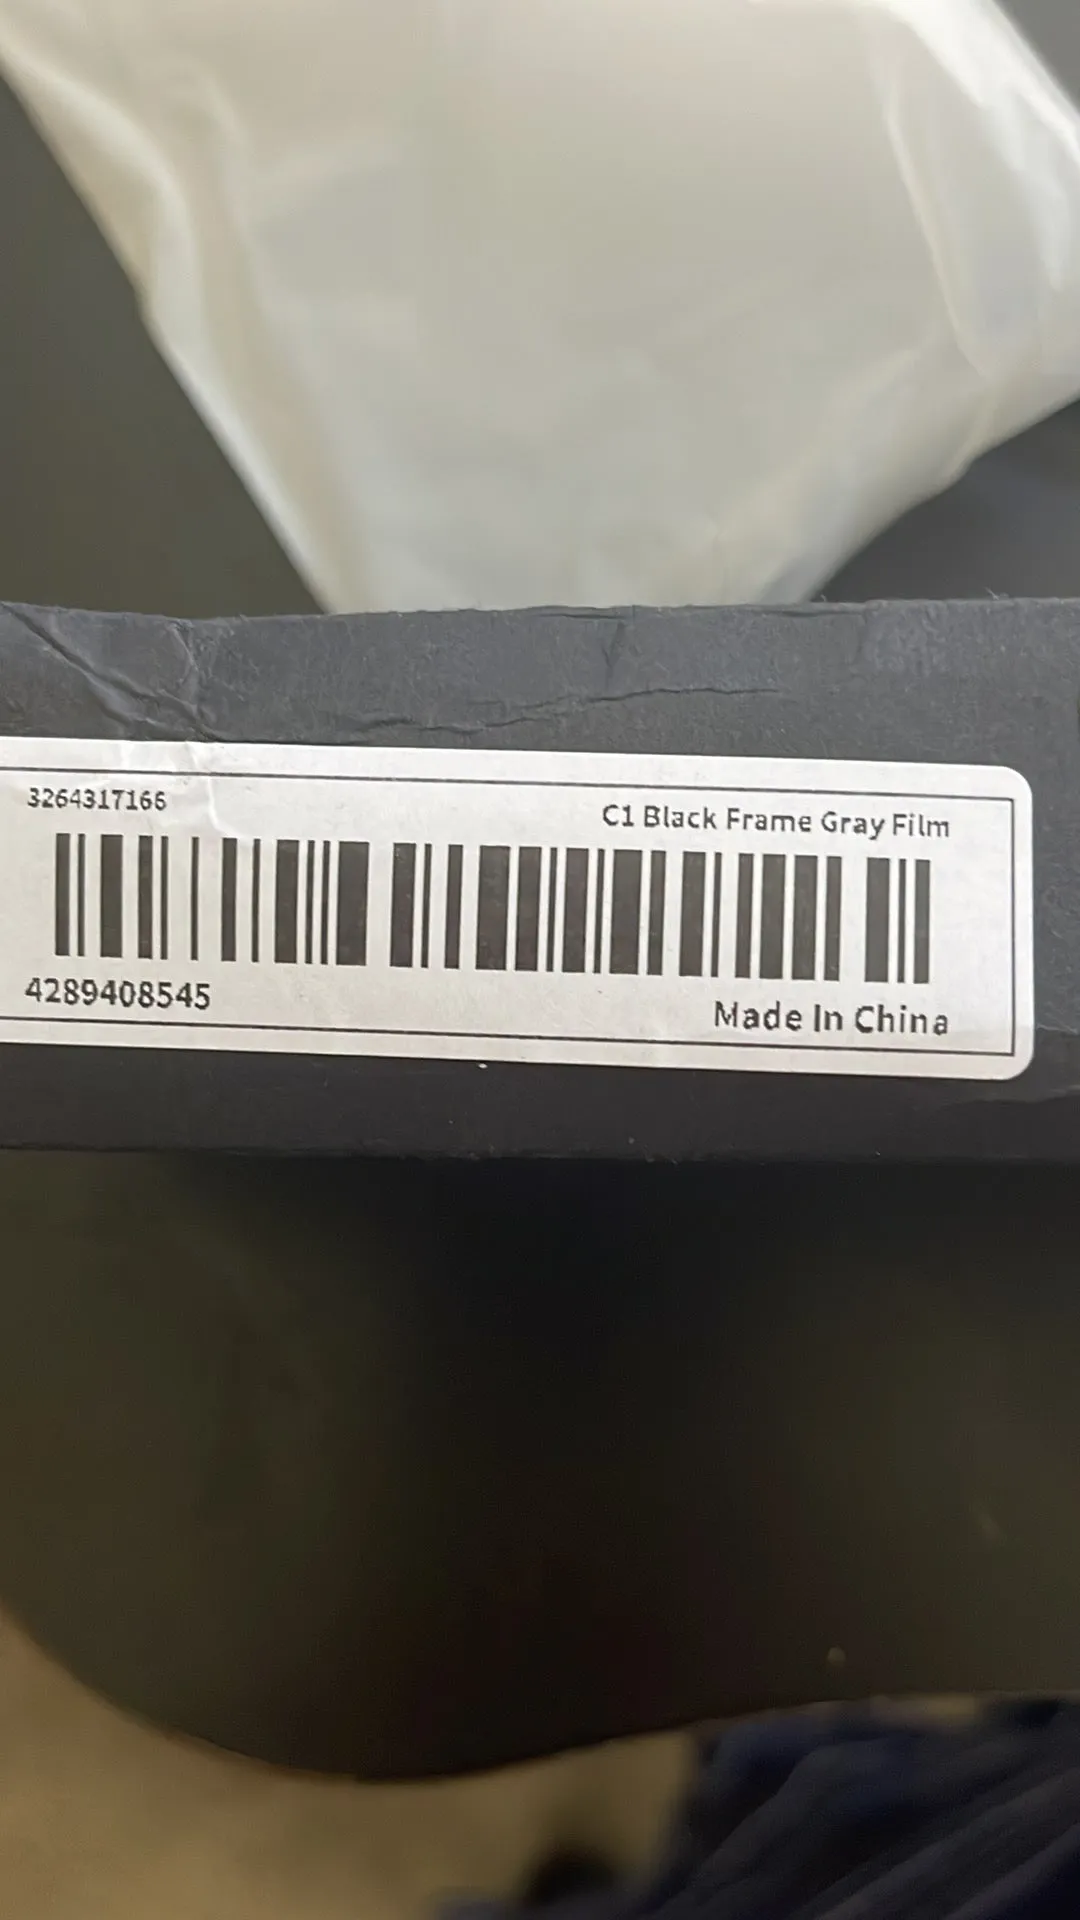 3264317166
C1 Black Frame Gray Film
4289408545
Made In China